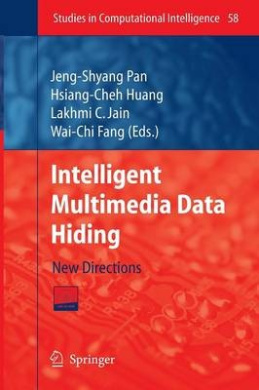 Studies in Computational Intelligence 58
Jeng-Shyang Pan
Hsiang-Cheh Huang
Lakhmi C. Jain
Wai-Chi Fang (Eds.)
Intelligent
Multimedia Data
Hiding
New Directions
Springer